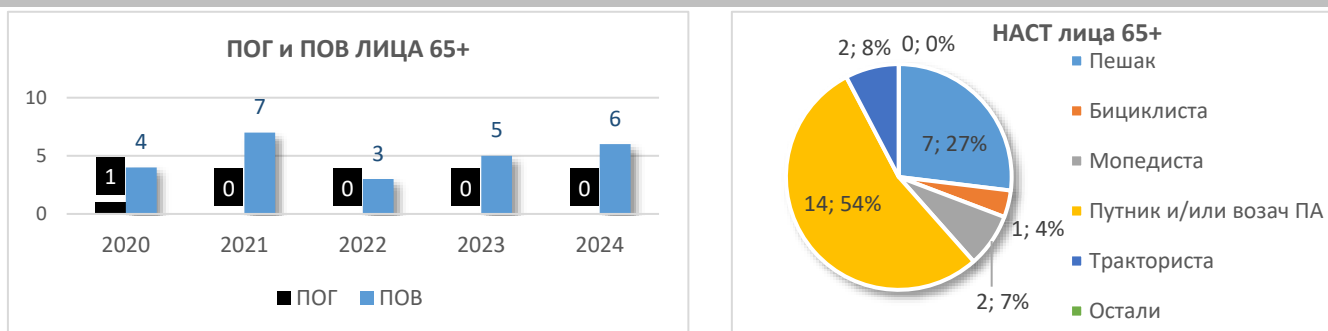 ПОГ и ПОВ ЛИЦА 65+
10
5
0
1
4
0
7
0
3
0
5
0
6
2020
2021
2022
2023
2024
ПОГ
ПОВ
НАСТ лица 65+
2; 8%
0; 0%
7; 27%
14; 54%
1; 4%
2; 7%
Пешак
Бициклиста
Мопедиста
Путник и/или возач ПА
Тракториста
Остали